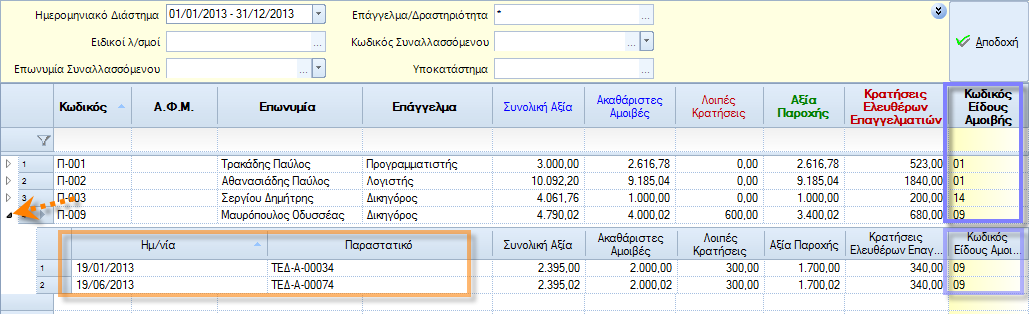 Ημερομηνιακό Διάστημα 01/01/2013 - 31/12/2013 Επάγγελμα/Δραστηριότητα *
Ειδικοί λ/σμοί ... Κωδικός Συναλλασσόμενου
Επωνυμία Συναλλασσόμενου ... Υποκατάστημα ...
Αποδοχή
Κωδικός Α.Φ.Μ. Επωνυμία Επάγγελμα Συνολική Αξία Ακαθάριστες Αμοιβές Λοιπές Κρατήσεις Αξία Παροχής Κρατήσεις Ελευθέρων Επαγγελματιών Κωδικός Είδους Αμοιβής
1 Π-001 Τρακάδης Παύλος Προγραμματιστής 3.000,00 2.616,78 0,00 2.616,78 523,00 01
2 Π-002 Αθανασιάδης Παύλος Λογιστής 10.092,20 9.185,04 0,00 9.185,04 1840,00 01
3 Π-003 Σεργίου Δημήτρης Δικηγόρος 4.061,76 1.000,00 0,00 1.000,00 200,00 14
Π-009 Μαυρόπουλος Οδυσσέας Δικηγόρος 4.790,02 4.000,02 600,00 3.400,02 680,00 09
Ημ/νία Παραστατικό Συνολική Αξία Ακαθάριστες Αμοιβές Λοιπές Κρατήσεις Αξία Παροχής Κρατήσεις Ελευθέρων Επαγ... Κωδικός Είδους Αμοι...
1 19/01/2013 ΤΕΔ-Α-00034 2.395,00 2.000,00 300,00 1.700,00 340,00 09
2 19/06/2013 ΤΕΔ-Α-00074 2.395,02 2.000,02 300,00 1.700,02 340,00 09